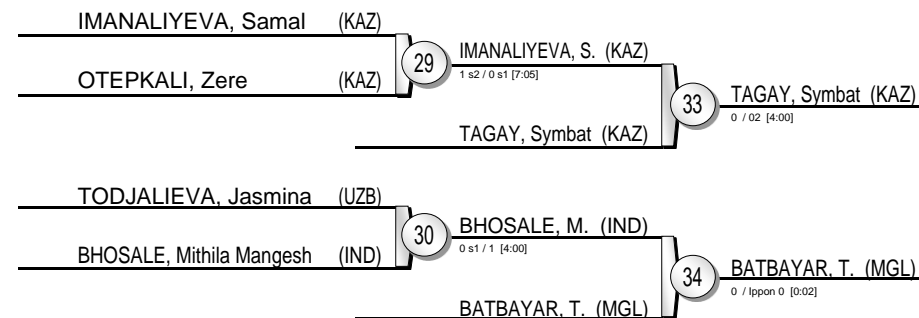 IMANALIYEVA, Samal (KAZ)
OTEPKALI, Zere (KAZ)
29
IMANALIYEVA, S. (KAZ)
1 s2 / 0 s1 [7:05]
TAGAY, Symbat (KAZ)
33
TAGAY, Symbat (KAZ)
0 / 02 [4:00]
TODJALIEVA, Jasmina (UZB)
BHOSALE, Mithila Mangesh (IND)
30
BHOSALE, M. (IND)
0 s1 / 1 [4:00]
BATBAYAR, T. (MGL)
34
BATBAYAR, T. (MGL)
0 / Ippon 0 [0:02]